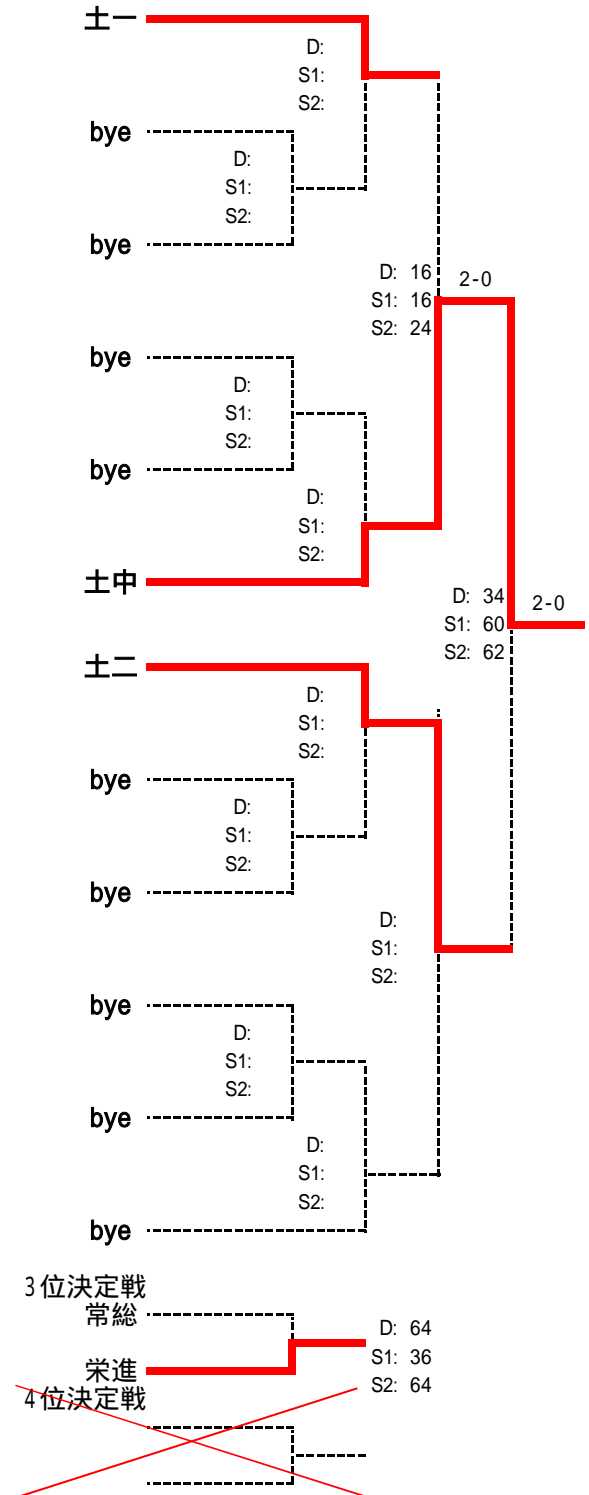 土一
D:
S1:
S2:
bye
D:
S1:
S2:
bye
D: 16
2-0
S1: 16
S2: 24
bye
D:
S1:
S2:
bye
D:
S1:
S2:
土中
D: 34
2-0
S1: 60
S2: 62
土二
D:
S1:
S2:
bye
D:
S1:
S2:
bye
D:
S1:
S2:
bye
D:
S1:
S2:
bye
D:
S1:
S2:
bye
3位決定戦
常総
D: 64
S1: 36
栄進
S2: 64
4位決定戦